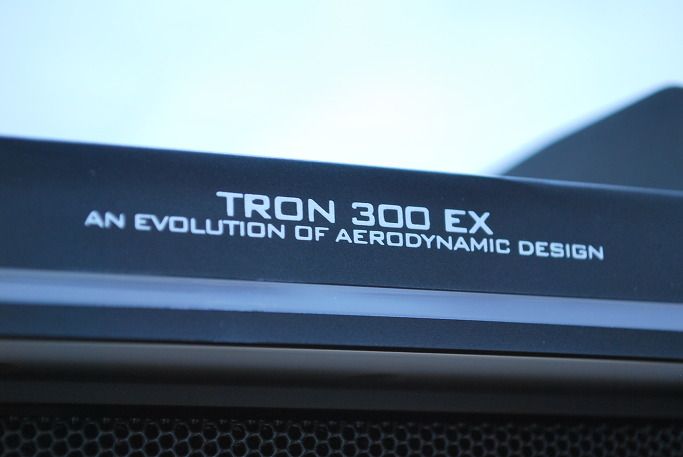 TRON 300 EX
AN EVOLUTION OF AERODYNAMIC DESIGN